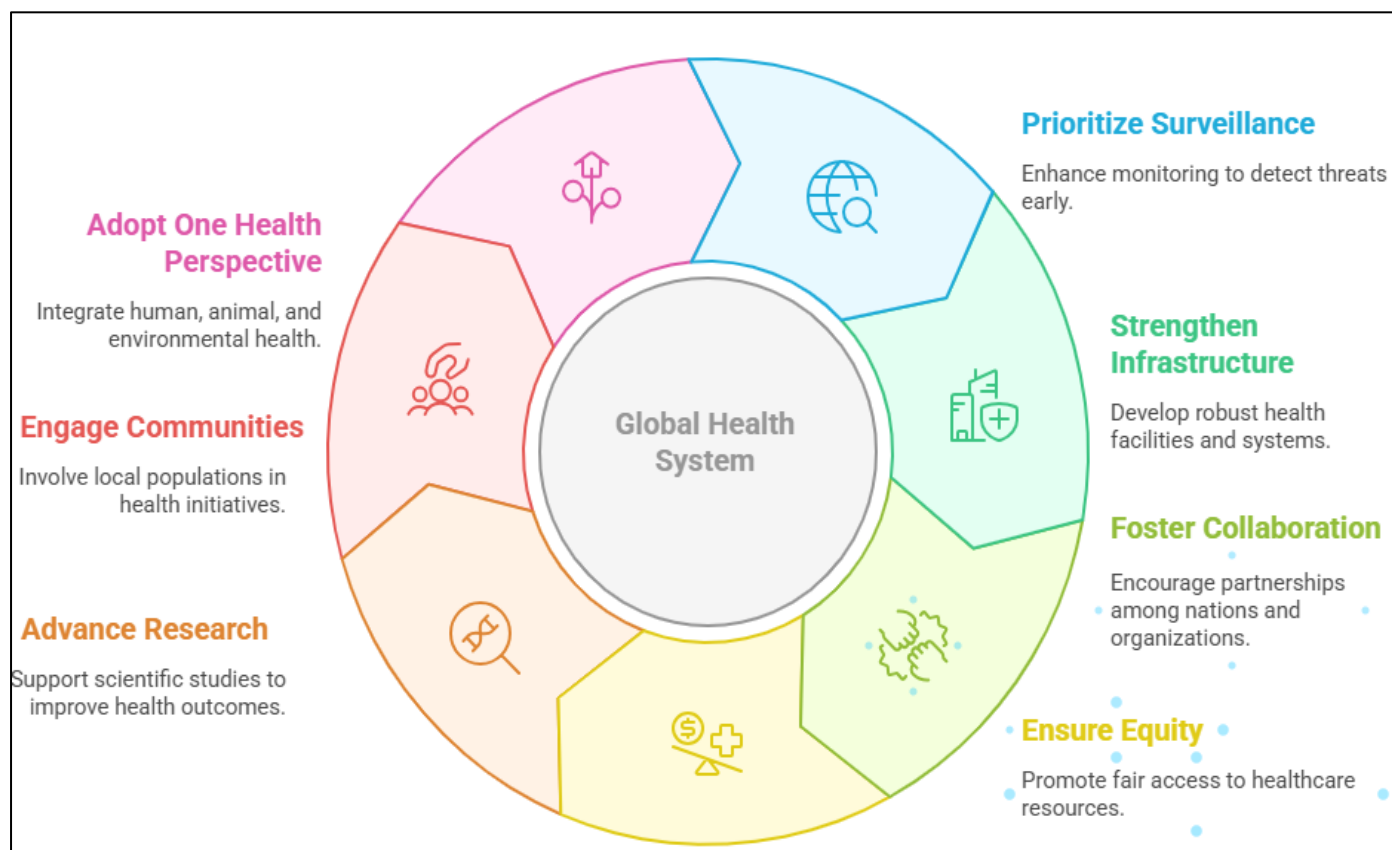 Prioritize Surveillance
Enhance monitoring to detect threats
early.
Strengthen
Infrastructure
Develop robust health
facilities and systems.
Foster Collaboration
Encourage partnerships
among nations and
organizations.
Ensure Equity
Promote fair access to healthcare
resources.
Advance Research
Support scientific studies to
improve health outcomes.
Engage Communities
Involve local populations in
health initiatives.
Adopt One Health
Perspective
Integrate human, animal, and
environmental health.
Global Health
System
$